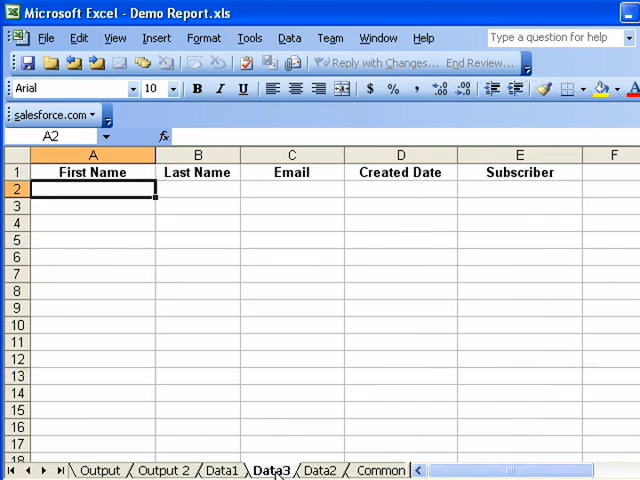 Microsoft Excel - Demo Report.xls
File Edit View Insert Format Tools Data Team Window Help Type a question for help
Reply with Changes... End Review...
Arial 10 B I U $ % , .00 .00 A
salesforce.com
A2 fx
A B C D E F
1 First Name Last Name Email Created Date Subscriber
2
3
4
5
6
7
8
9
10
11
12
13
14
15
16
17
18
Output Output 2 Data1 Data3 Data2 Common